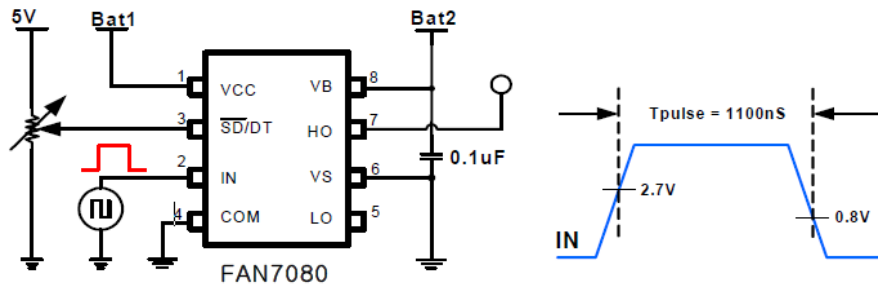 5V
Bat1
Bat2
1
VCC
VB
8
3
SD/DT
HO
7
2
IN
VS
6
0.1uF
4
COM
LO
5
FAN7080
Tpulse = 1100nS
2.7V
0.8V
IN